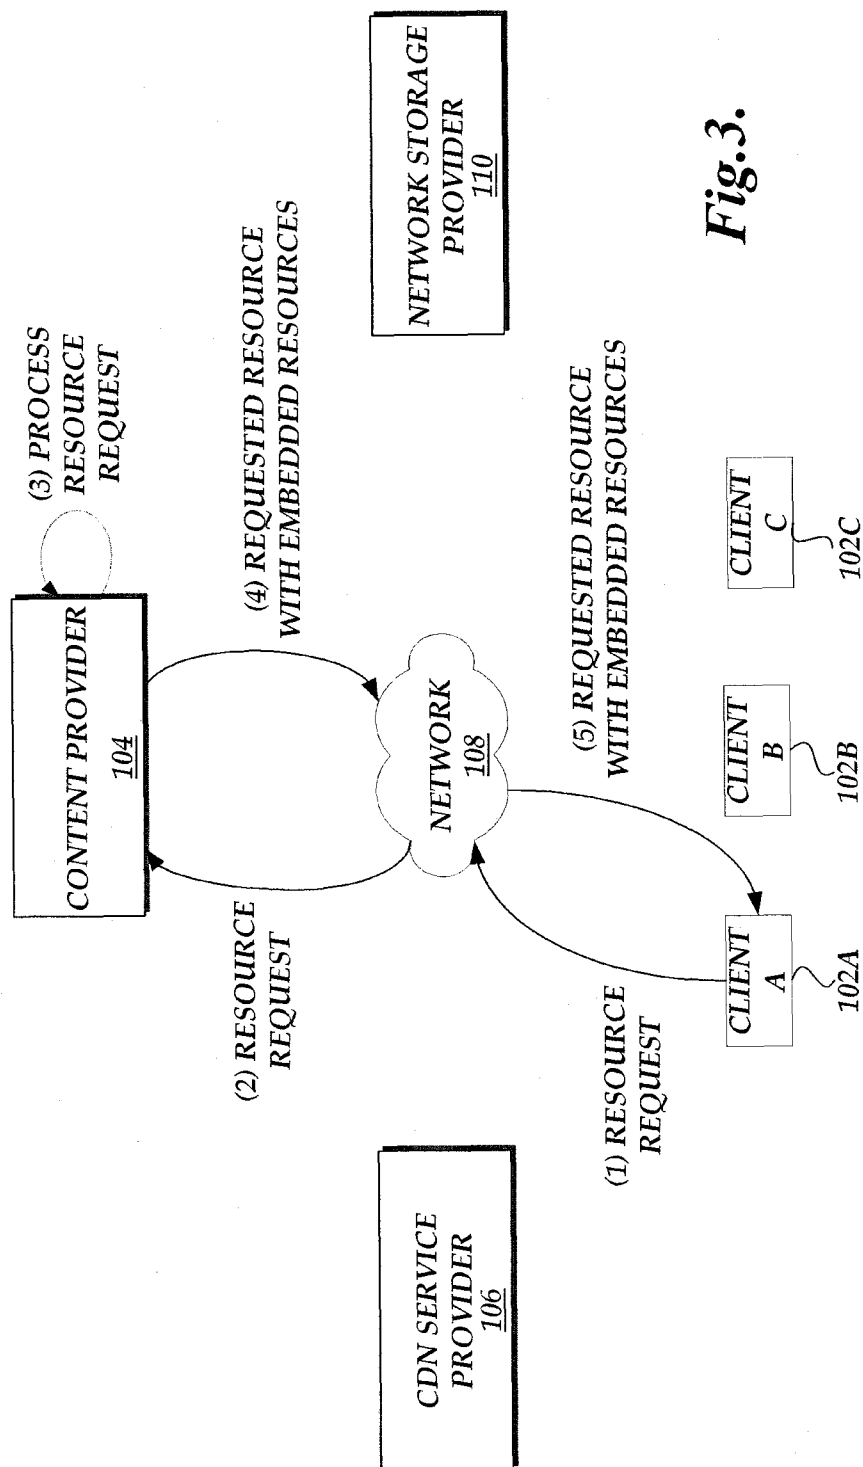 (3) PROCESS
RESOURCE
REQUEST
CONTENT PROVIDER
104
(2) RESOURCE
REQUEST
(4) REQUESTED RESOURCE
WITH EMBEDDED RESOURCES
CDN SERVICE
PROVIDER
106
NETWORK
108
NETWORK STORAGE
PROVIDER
110
(1) RESOURCE
REQUEST
(5) REQUESTED RESOURCE
WITH EMBEDDED RESOURCES
CLIENT
A
102A
CLIENT
B
102B
CLIENT
C
102C
Fig.3.